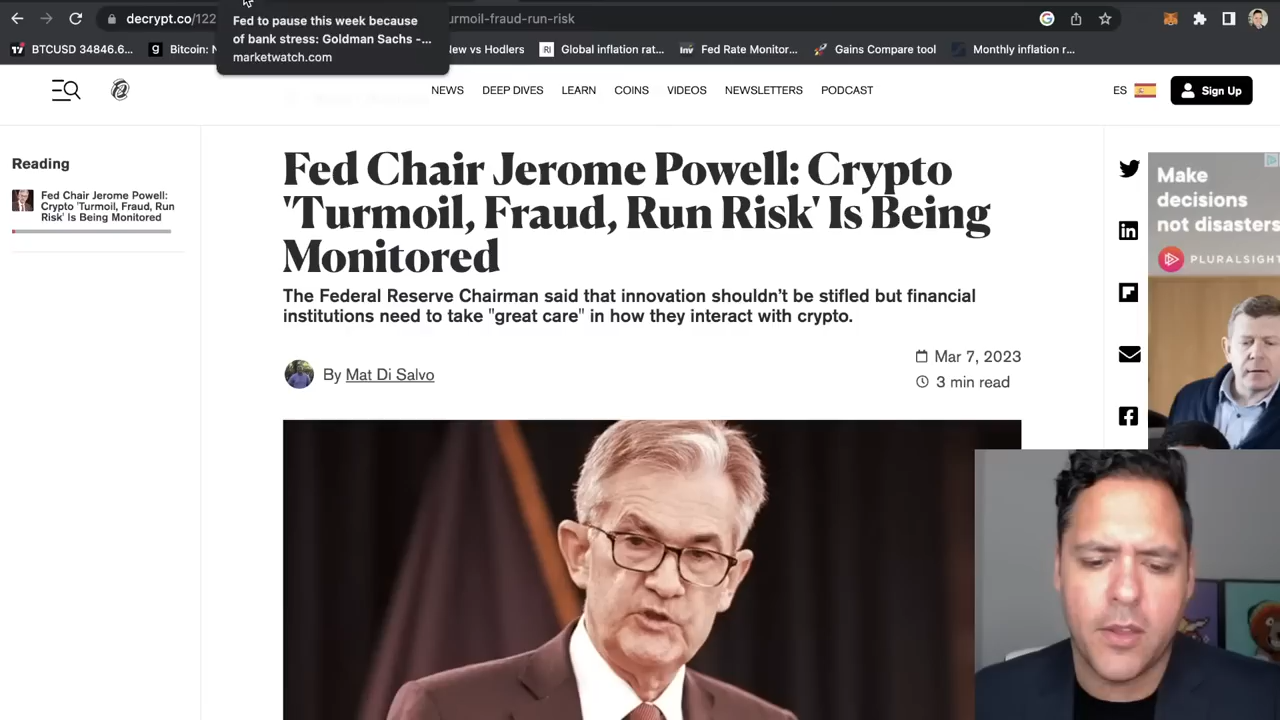 decrypt.co/122
urmoil-fraud-run-risk
Fed to pause this week because
of bank stress: Goldman Sachs -...
marketwatch.com
BTCUSD 34846.6...
Bitcoin: N
ew vs Hodlers
Global inflation rat...
Fed Rate Monitor...
Gains Compare tool
Monthly inflation r...
NEWS
DEEP DIVES
LEARN
COINS
VIDEOS
NEWSLETTERS
PODCAST
ES
Sign Up
Reading
Fed Chair Jerome Powell:
Crypto 'Turmoil, Fraud, Run
Risk' Is Being Monitored
Fed Chair Jerome Powell: Crypto
'Turmoil, Fraud, Run Risk' Is Being
Monitored
The Federal Reserve Chairman said that innovation shouldn't be stifled but financial
institutions need to take "great care" in how they interact with crypto.
By Mat Di Salvo
Mar 7, 2023
3 min read
Make
decisions
not disasters
PLURALSIGHT